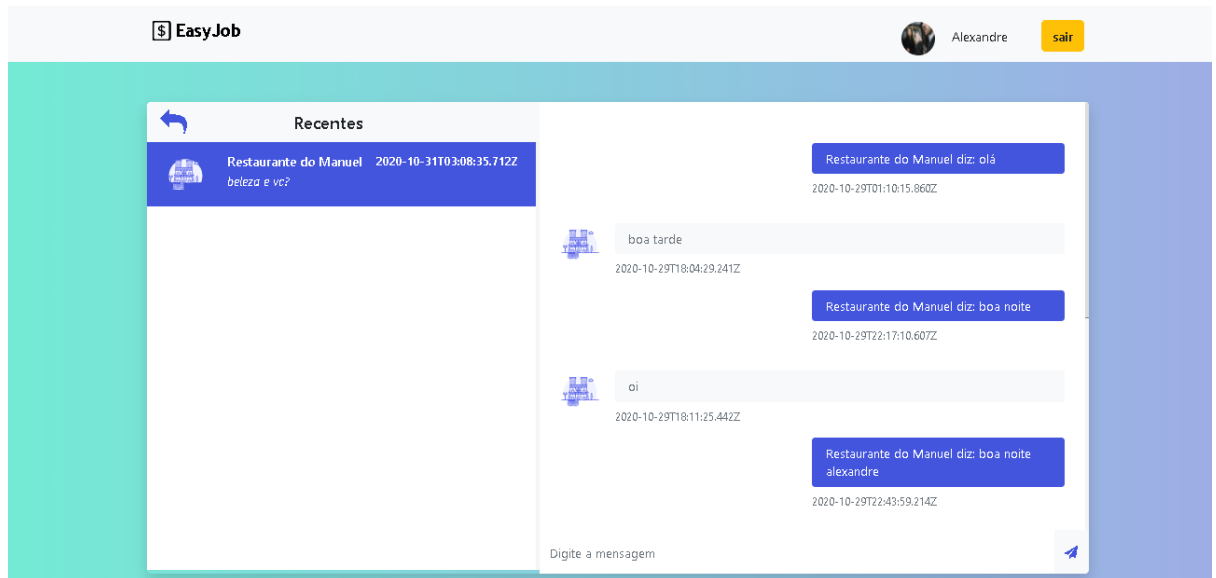 $ EasyJob
Alexandre
sair
Recentes
Restaurante do Manuel 2020-10-31T03:08:35.712Z
beleza e vc?
Restaurante do Manuel diz: olá
2020-10-29T01:10:15.860Z
boa tarde
2020-10-29T18:04:29.241Z
Restaurante do Manuel diz: boa noite
2020-10-29T22:17:10.607Z
oi
2020-10-29T18:11:25.442Z
Restaurante do Manuel diz: boa noite
alexandre
2020-10-29T22:43:59.214Z
Digite a mensagem